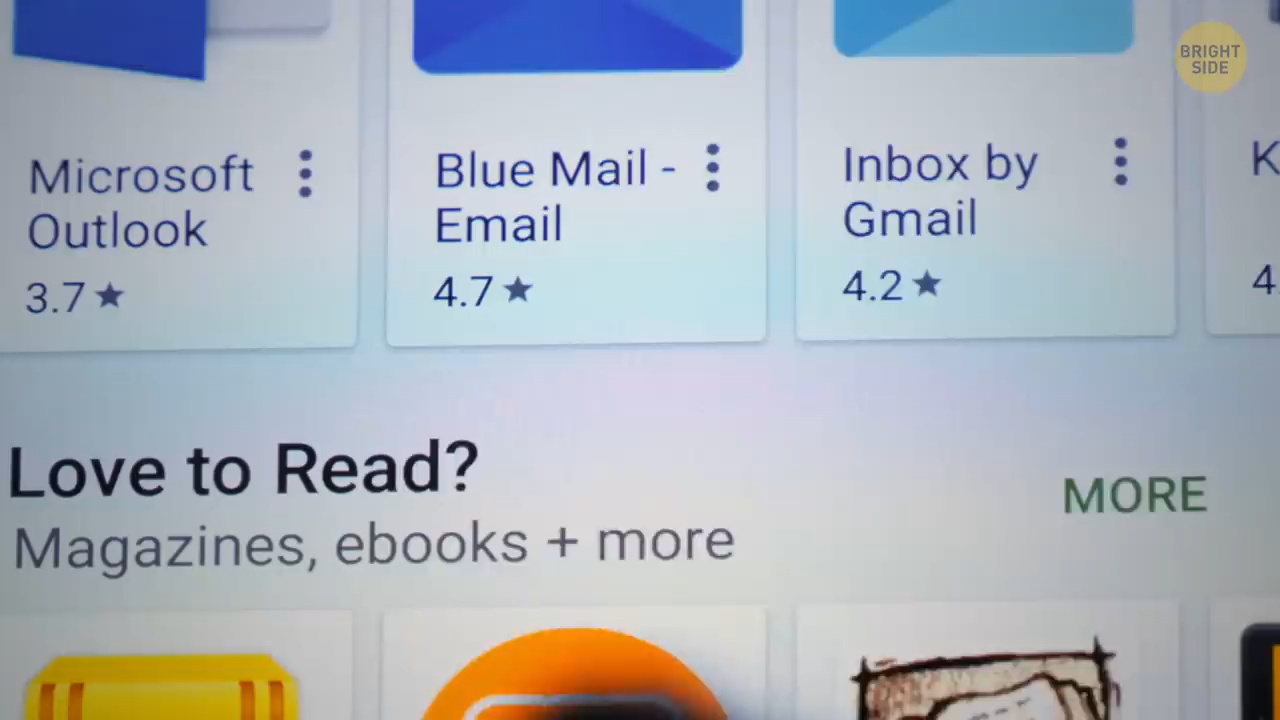 BRIGHT
SIDE
Microsoft
Outlook
3.7★
Blue Mail -
Email
4.7★
Inbox by
Gmail
4.2★
K
4.
Love to Read?
MORE
Magazines, ebooks + more